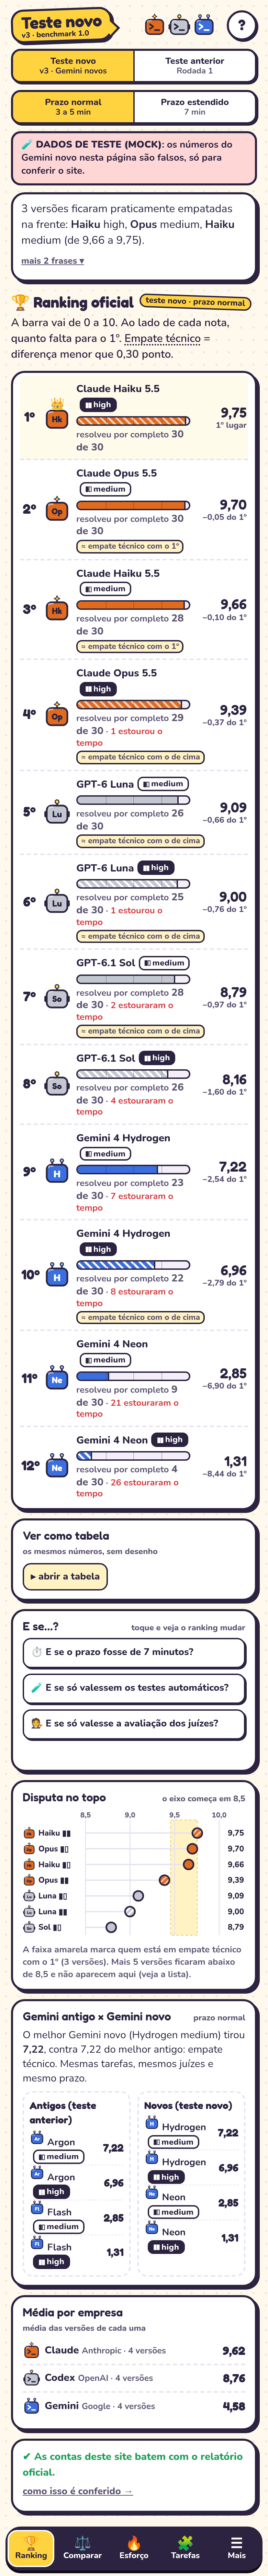 Teste novo
v3 · benchmark 1.0
?
Teste novo
v3 · Gemini novos
Teste anterior
Rodada 1
Prazo normal
3 a 5 min
Prazo estendido
7 min
🧪 DADOS DE TESTE (MOCK): os números do
Gemini novo nesta página são falsos, só para
conferir o site.
3 versões ficaram praticamente empatadas
na frente: Haiku high, Opus medium, Haiku
medium (de 9,66 a 9,75).
mais 2 frases ▾
🏆 Ranking oficial
teste novo · prazo normal
A barra vai de 0 a 10. Ao lado de cada nota,
quanto falta para o 1º. Empate técnico =
diferença menor que 0,30 ponto.
1º
Hk
Claude Haiku 5.5
high
resolveu por completo 30
de 30
9,75
1º lugar
2º
Op
Claude Opus 5.5
medium
resolveu por completo 30
de 30
= empate técnico com o 1º
9,70
−0,05 do 1º
3º
Hk
Claude Haiku 5.5
medium
resolveu por completo 28
de 30
= empate técnico com o 1º
9,66
−0,10 do 1º
4º
Op
Claude Opus 5.5
high
resolveu por completo 29
de 30 · 1 estourou o
tempo
= empate técnico com o de cima
9,39
−0,37 do 1º
5º
Lu
GPT-6 Luna medium
resolveu por completo 26
de 30
= empate técnico com o de cima
9,09
−0,66 do 1º
6º
Lu
GPT-6 Luna high
resolveu por completo 25
de 30 · 1 estourou o
tempo
= empate técnico com o de cima
9,00
−0,76 do 1º
7º
So
GPT-6.1 Sol medium
resolveu por completo 28
de 30 · 2 estouraram o
tempo
= empate técnico com o de cima
8,79
−0,97 do 1º
8º
So
GPT-6.1 Sol high
resolveu por completo 26
de 30 · 4 estouraram o
tempo
8,16
−1,60 do 1º
9º
H
Gemini 4 Hydrogen
medium
resolveu por completo 23
de 30 · 7 estouraram o
tempo
7,22
−2,54 do 1º
10º
H
Gemini 4 Hydrogen
high
resolveu por completo 22
de 30 · 8 estouraram o
tempo
= empate técnico com o de cima
6,96
−2,79 do 1º
11º
Ne
Gemini 4 Neon
medium
resolveu por completo 9
de 30 · 21 estouraram o
tempo
2,85
−6,90 do 1º
12º
Ne
Gemini 4 Neon high
resolveu por completo 4
de 30 · 26 estouraram o
tempo
1,31
−8,44 do 1º
Ver como tabela
os mesmos números, sem desenho
▸ abrir a tabela
E se...?
toque e veja o ranking mudar
⏱️ E se o prazo fosse de 7 minutos?
🧪 E se só valessem os testes automáticos?
🧑‍⚖️ E se só valesse a avaliação dos juízes?
Disputa no topo
o eixo começa em 8,5
8,5 9,0 9,5 10,0
Haiku 9,75
Opus 9,70
Haiku 9,66
Opus 9,39
Luna 9,09
Luna 9,00
Sol 8,79
A faixa amarela marca quem está em empate técnico
com o 1º (3 versões). Mais 5 versões ficaram abaixo
de 8,5 e não aparecem aqui (veja a lista).
Gemini antigo × Gemini novo
prazo normal
O melhor Gemini novo (Hydrogen medium) tirou
7,22, contra 7,22 do melhor antigo: empate
técnico. Mesmas tarefas, mesmos juízes e
mesmo prazo.
Antigos (teste
anterior)
Ar
Argon
medium
7,22
Ar
Argon
high
6,96
Fl
Flash
medium
2,85
Fl
Flash
high
1,31
Novos (teste novo)
H
Hydrogen
medium
7,22
H
Hydrogen
high
6,96
Ne
Neon
medium
2,85
Ne
Neon
high
1,31
Média por empresa
média das versões de cada uma
Claude Anthropic · 4 versões 9,62
Codex OpenAI · 4 versões 8,76
Gemini Google · 4 versões 4,58
✔ As contas deste site batem com o relatório
oficial.
como isso é conferido →
Ranking
Comparar
Esforço
Tarefas
Mais